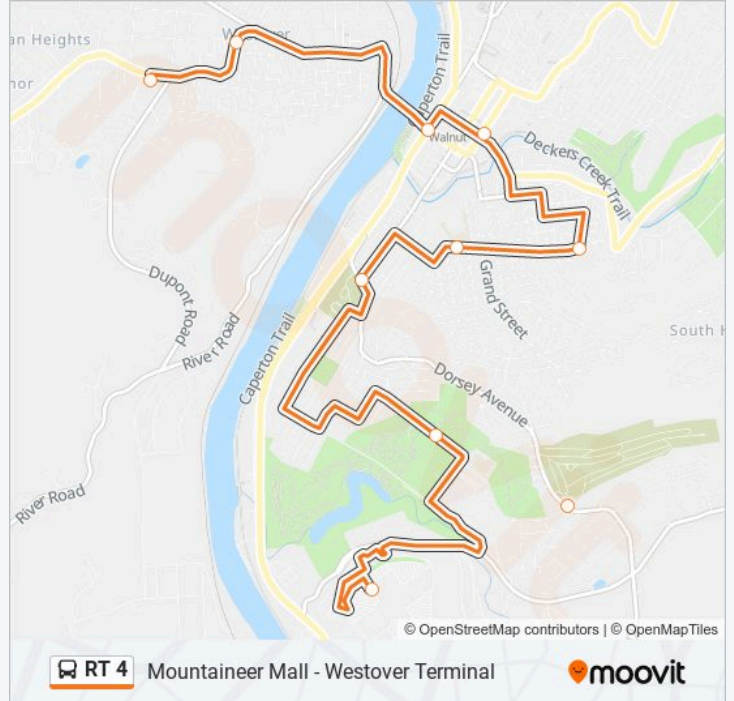 an Heights
nor
Caperton Trail
Walnut
Deckers Creek Trail
Grand Street
South H
Dupont Road
River Road
Caperton Trail
Dorsey Avenue
River Road
© OpenStreetMap contributors | © OpenMapTiles
RT 4 Mountaineer Mall - Westover Terminal moovit